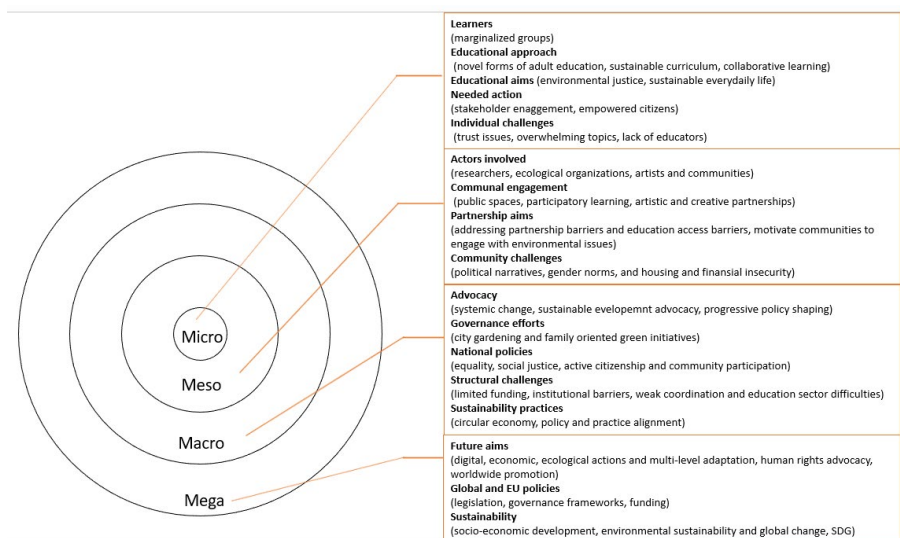 Learners
(marginalized groups)
Educational approach
(novel forms of adult education, sustainable curriculum, collaborative learning)
Educational aims (environmental justice, sustainable everyday life)
Needed action
(stakeholder enaggement, empowered citizens)
Individual challenges
(trust issues, overwhelming topics, lack of educators)
Actors involved
(researchers, ecological organizations, artists and communities)
Communal engagement
(public spaces, participatory learning, artistic and creative partnerships)
Partnership aims
(addressing partnership barriers and education access barriers, motivate communities to
engage with environmental issues)
Community challenges
(political narratives, gender norms, and housing and finansial insecurity)
Advocacy
(systemic change, sustainable evelopemnt advocacy, progressive policy shaping)
Governance efforts
(city gardening and family oriented green initiatives)
National policies
(equality, social justice, active citizenship and community participation)
Structural challenges
(limited funding, institutional barriers, weak coordination and education sector difficulties)
Sustainability practices
(circular economy, policy and practice alignment)
Future aims
(digital, economic, ecological actions and multi-level adaptation, human rights advocacy,
worldwide promotion)
Global and EU policies
(legislation, governance frameworks, funding)
Sustainability
(socio-economic development, environmental sustainability and global change, SDG)
Micro
Meso
Macro
Mega